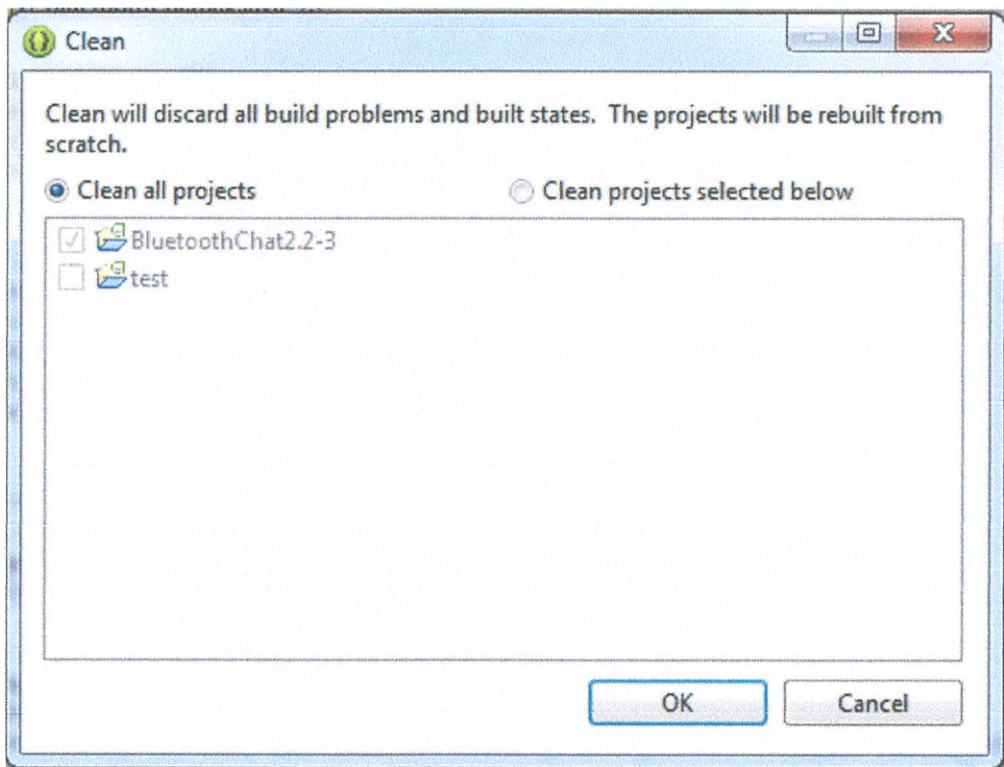 Clean
Clean will discard all build problems and built states. The projects will be rebuilt from
scratch.
Clean all projects
Clean projects selected below
BluetoothChat2.2-3
test
OK
Cancel